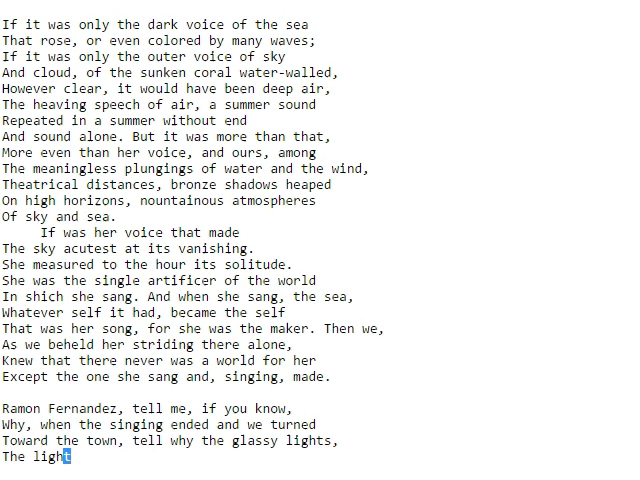 If it was only the dark voice of the sea
That rose, or even colored by many waves;
If it was only the outer voice of sky
And cloud, of the sunken coral water-walled,
However clear, it would have been deep air,
The heaving speech of air, a summer sound
Repeated in a summer without end
And sound alone. But it was more than that,
More even than her voice, and ours, among
The meaningless plungings of water and the wind,
Theatrical distances, bronze shadows heaped
On high horizons, nountainous atmospheres
Of sky and sea.
     If was her voice that made
The sky acutest at its vanishing.
She measured to the hour its solitude.
She was the single artificer of the world
In shich she sang. And when she sang, the sea,
Whatever self it had, became the self
That was her song, for she was the maker. Then we,
As we beheld her striding there alone,
Knew that there never was a world for her
Except the one she sang and, singing, made.

Ramon Fernandez, tell me, if you know,
Why, when the singing ended and we turned
Toward the town, tell why the glassy lights,
The light